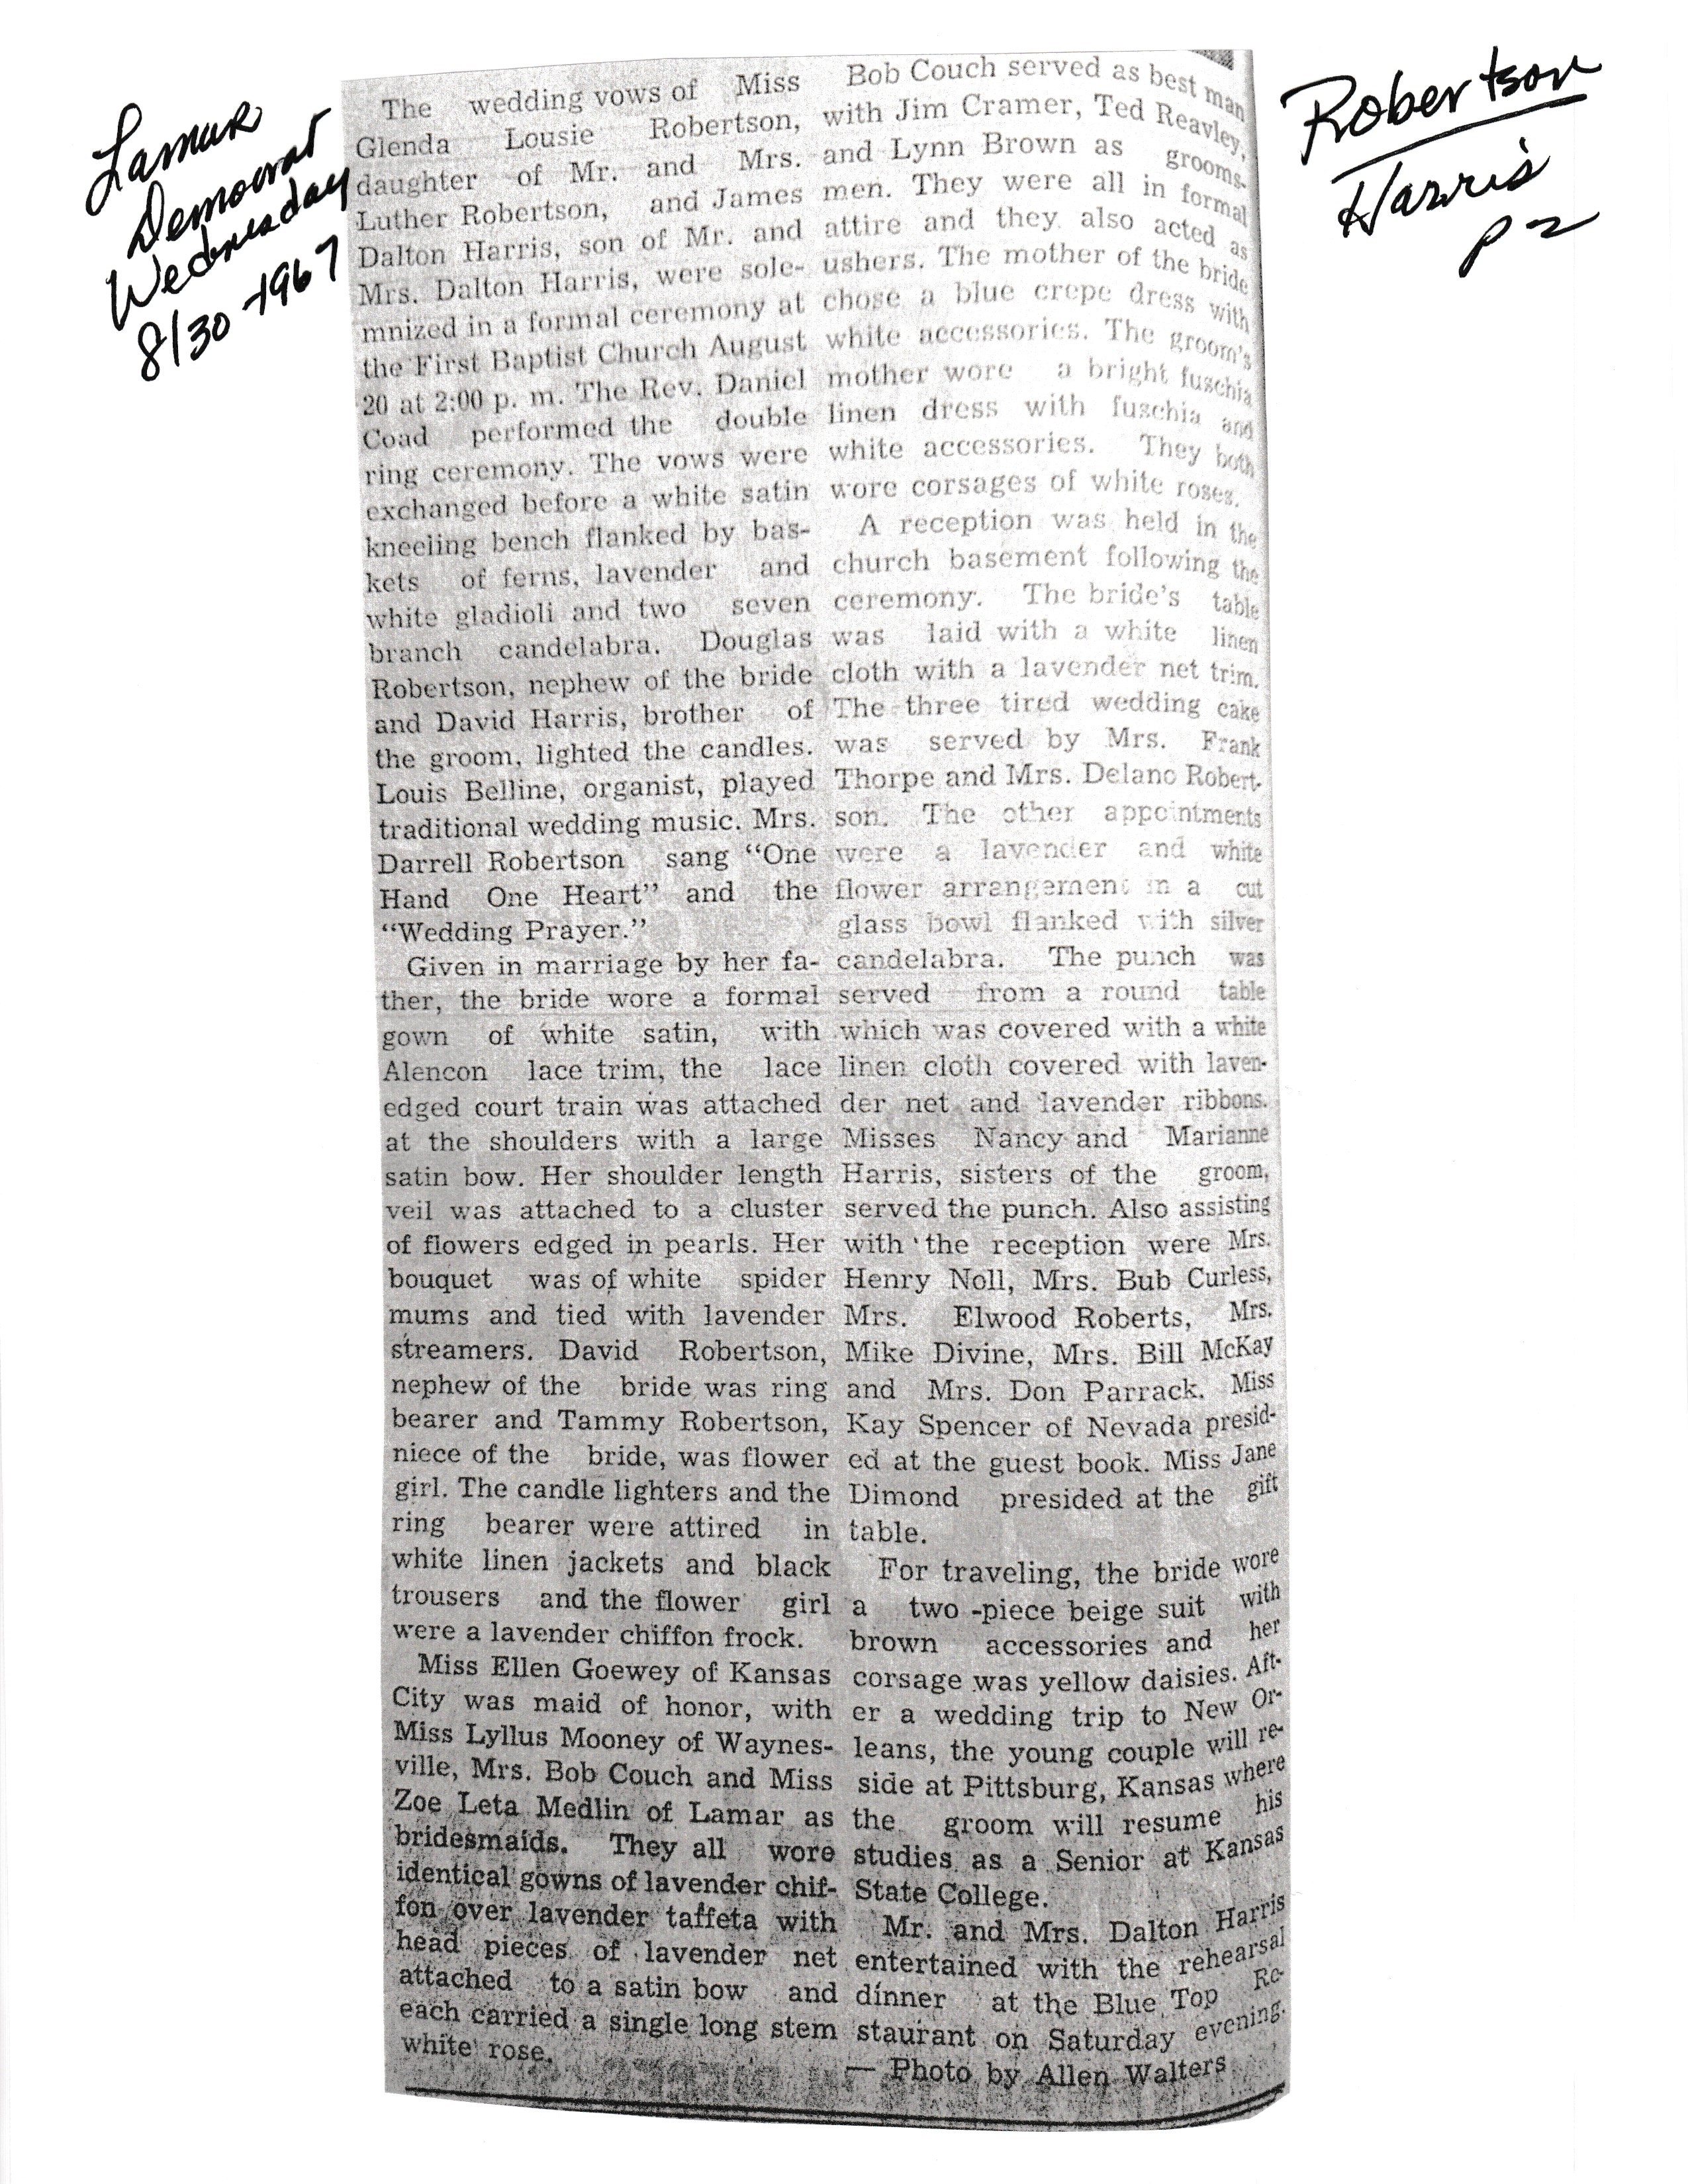 Lamar
Democrat
Wednesday
8/30-1967
Robertson
Harris
p 2
The wedding vows of Miss
Glenda Lousie Robertson,
daughter of Mr. and Mrs.
Luther Robertson, and James
Dalton Harris, son of Mr. and
Mrs. Dalton Harris, were sole-
mnized in a formal ceremony at
the First Baptist Church August
20 at 2:00 p. m. The Rev. Daniel
Coad performed the double
ring ceremony. The vows were
exchanged before a white satin
kneeling bench flanked by bas-
kets of ferns, lavender and
white gladioli and two seven
branch candelabra. Douglas
Robertson, nephew of the bride
and David Harris, brother of
the groom, lighted the candles.
Louis Belline, organist, played
traditional wedding music. Mrs.
Darrell Robertson sang “One
Hand One Heart” and the
“Wedding Prayer.”
Given in marriage by her fa-
ther, the bride wore a formal
gown of white satin, with
Alencon lace trim, the lace
edged court train was attached
at the shoulders with a large
satin bow. Her shoulder length
veil was attached to a cluster
of flowers edged in pearls. Her
bouquet was of white spider
mums and tied with lavender
streamers. David Robertson,
nephew of the bride was ring
bearer and Tammy Robertson,
niece of the bride, was flower
girl. The candle lighters and the
ring bearer were attired in
white linen jackets and black
trousers and the flower girl
were a lavender chiffon frock.
Miss Ellen Goewey of Kansas
City was maid of honor, with
Miss Lyllus Mooney of Waynes-
ville, Mrs. Bob Couch and Miss
Zoe Leta Medlin of Lamar as
bridesmaids. They all wore
identical gowns of lavender chif-
fon over lavender taffeta with
head pieces of lavender net
attached to a satin bow and
each carried a single long stem
white rose.
Bob Couch served as best man
with Jim Cramer, Ted Reavley,
and Lynn Brown as grooms-
men. They were all in formal
attire and they also acted as
ushers. The mother of the bride
chose a blue crepe dress with
white accessories. The groom's
mother wore a bright fuschia
linen dress with fuschia and
white accessories. They both
wore corsages of white roses.
A reception was held in the
church basement following the
ceremony. The bride's table
was laid with a white linen
cloth with a lavender net trim.
The three tired wedding cake
was served by Mrs. Frank
Thorpe and Mrs. Delano Robert-
son. The other appointments
were a lavender and white
flower arrangement in a cut
glass bowl flanked with silver
candelabra. The punch was
served from a round table
which was covered with a white
linen cloth covered with laven-
der net and lavender ribbons.
Misses Nancy and Marianne
Harris, sisters of the groom,
served the punch. Also assisting
with the reception were Mrs.
Henry Noll, Mrs. Bub Curless,
Mrs. Elwood Roberts, Mrs.
Mike Divine, Mrs. Bill McKay
and Mrs. Don Parrack. Miss
Kay Spencer of Nevada presid-
ed at the guest book. Miss Jane
Dimond presided at the gift
table.
For traveling, the bride wore
a two -piece beige suit with
brown accessories and her
corsage was yellow daisies. Aft-
er a wedding trip to New Or-
leans, the young couple will re-
side at Pittsburg, Kansas where
the groom will resume his
studies as a Senior at Kansas
State College.
Mr. and Mrs. Dalton Harris
entertained with the rehearsal
dinner at the Blue Top Re-
staurant on Saturday evening.
— Photo by Allen Walters